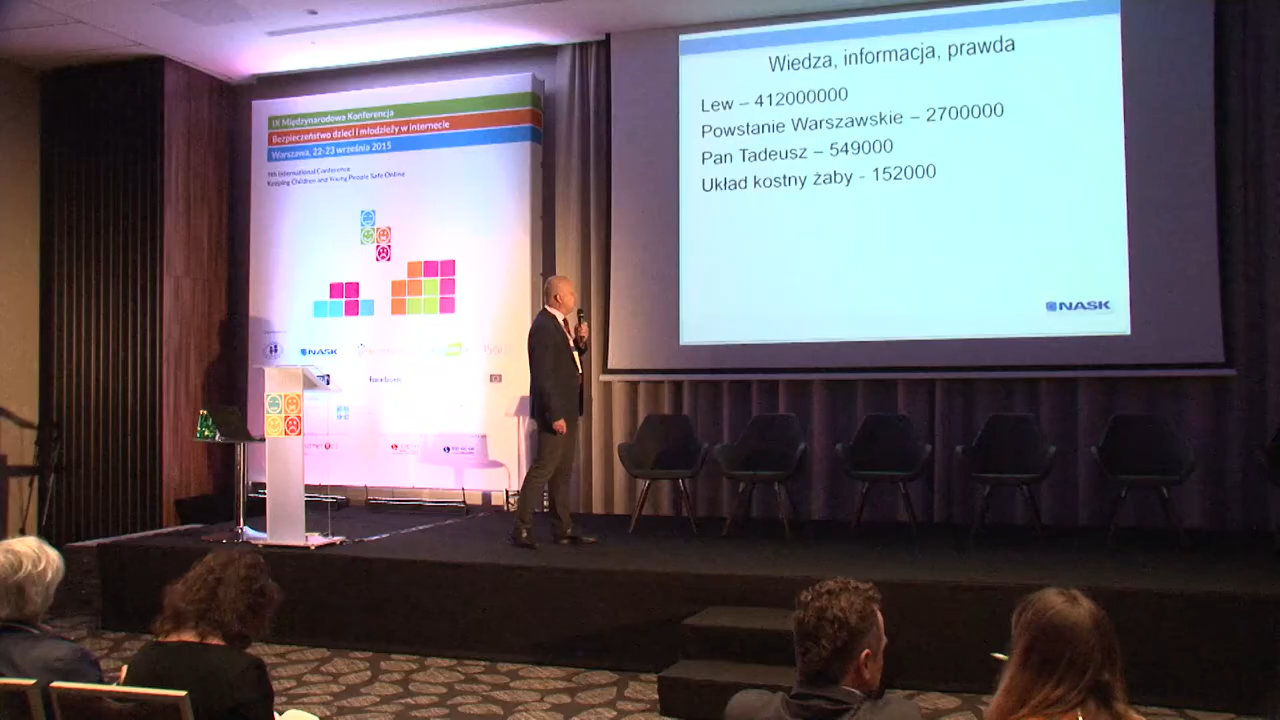 IX Międzynarodowa Konferencja
Bezpieczeństwo dzieci i młodzieży w internecie
Warszawa, 22-23 września 2015
9th International Conference
Keeping Children and Young People Safe Online
NASK
facebook
Wiedza, informacja, prawda
Lew – 412000000
Powstanie Warszawskie – 2700000
Pan Tadeusz – 549000
Układ kostny żaby - 152000
NASK